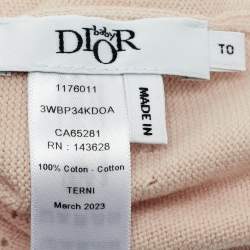 baby
DIOR
TO
1176011
3WBP34KDOA
CA65281
RN : 143628
MADE IN
100% Coton - Cotton
TERNI
March 2023